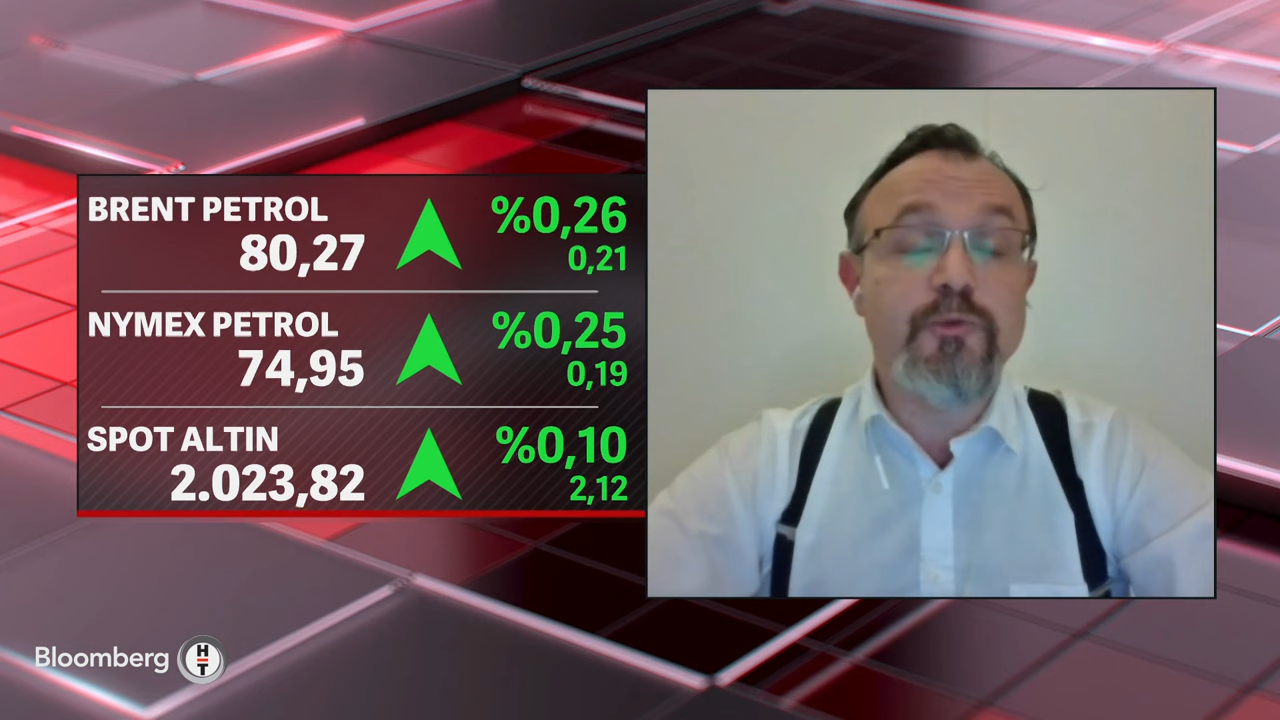 BRENT PETROL
80,27
%0,26
0,21
NYMEX PETROL
74,95
%0,25
0,19
SPOT ALTIN
2.023,82
%0,10
2,12
Bloomberg HT